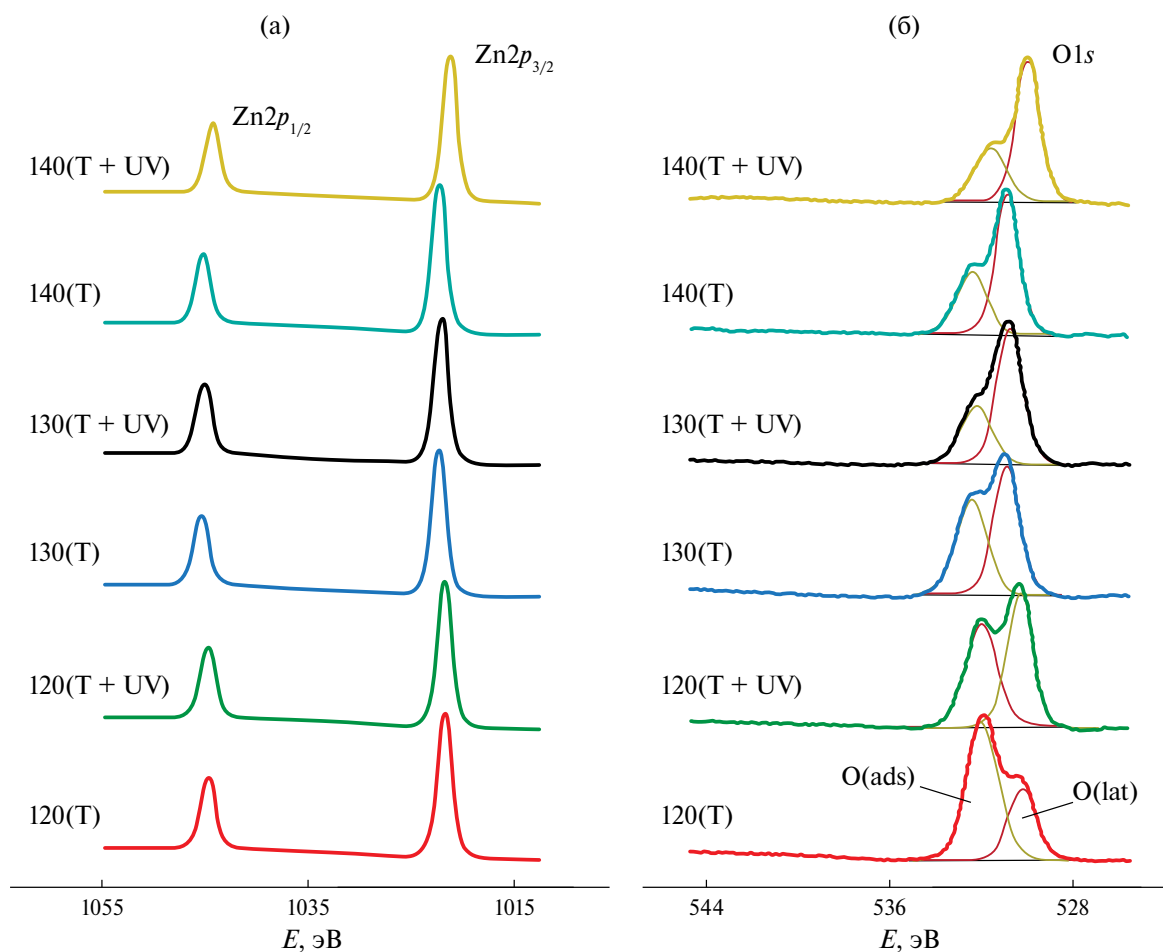 (а)
Zn2p3/2
Zn2p1/2
140(T + UV)
140(T)
130(T + UV)
130(T)
120(T + UV)
120(T)
1055 1035 1015
E, эВ
(б)
O1s
140(T + UV)
140(T)
130(T + UV)
130(T)
120(T + UV)
O(ads)
O(lat)
120(T)
544 536 528
E, эВ